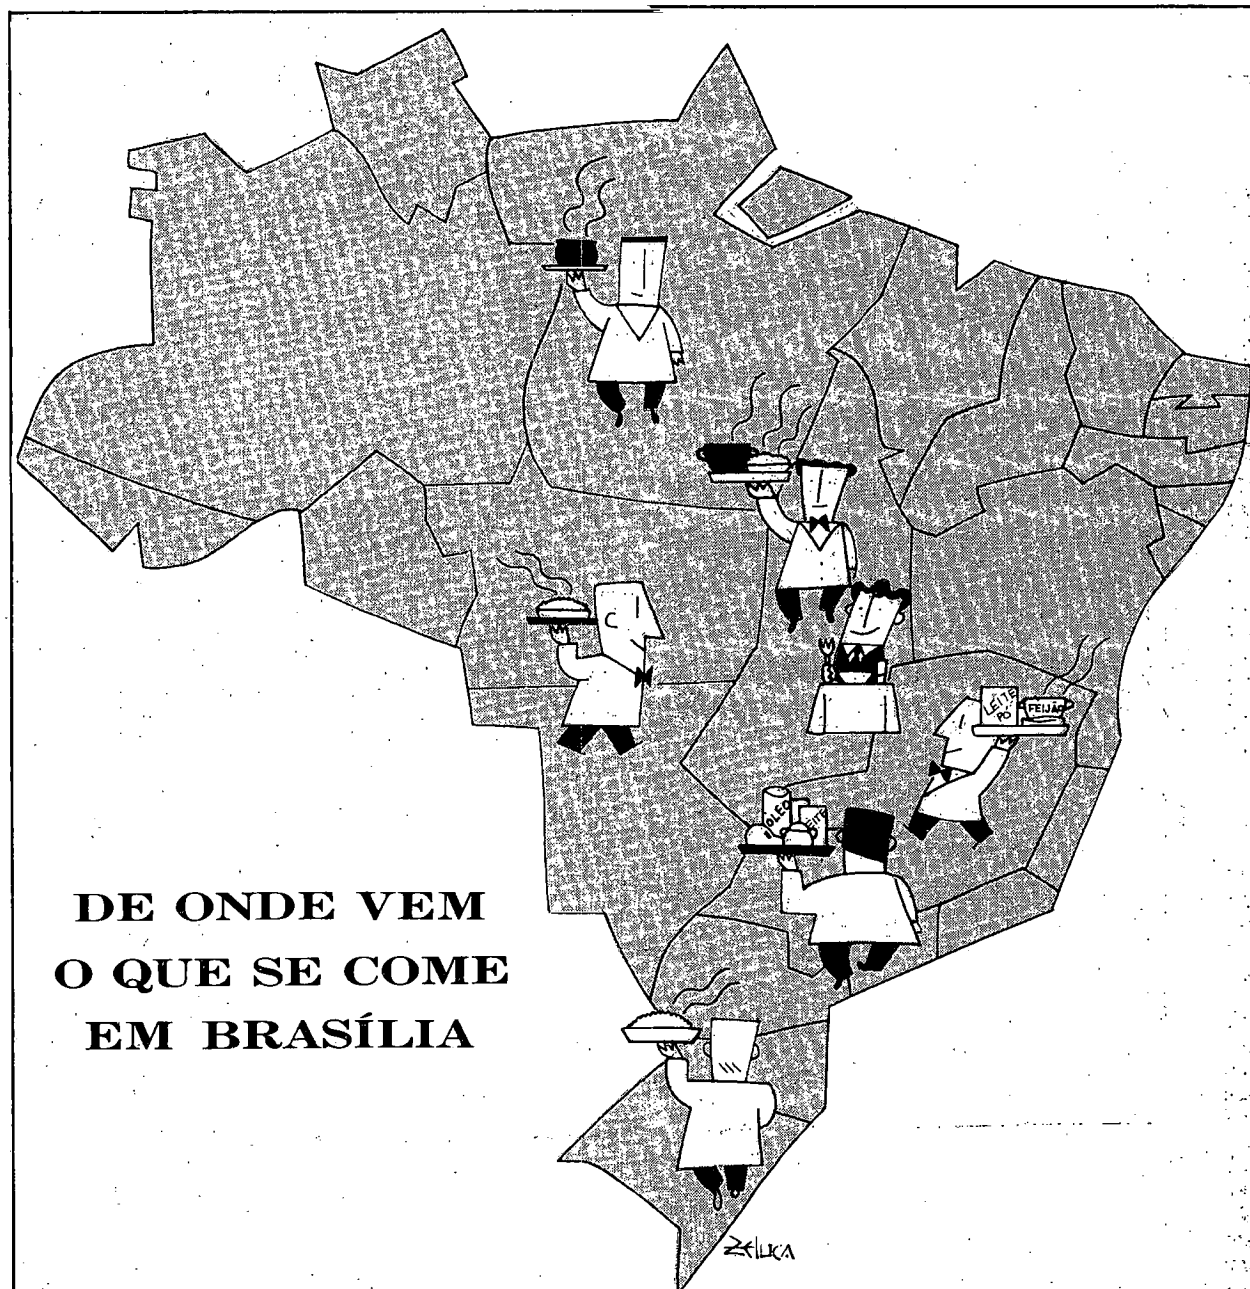 LEITE
PÓ
FEIJÃO
ÓLEO
LEITE
DE ONDE VEM
O QUE SE COME
EM BRASÍLIA
Zeluca